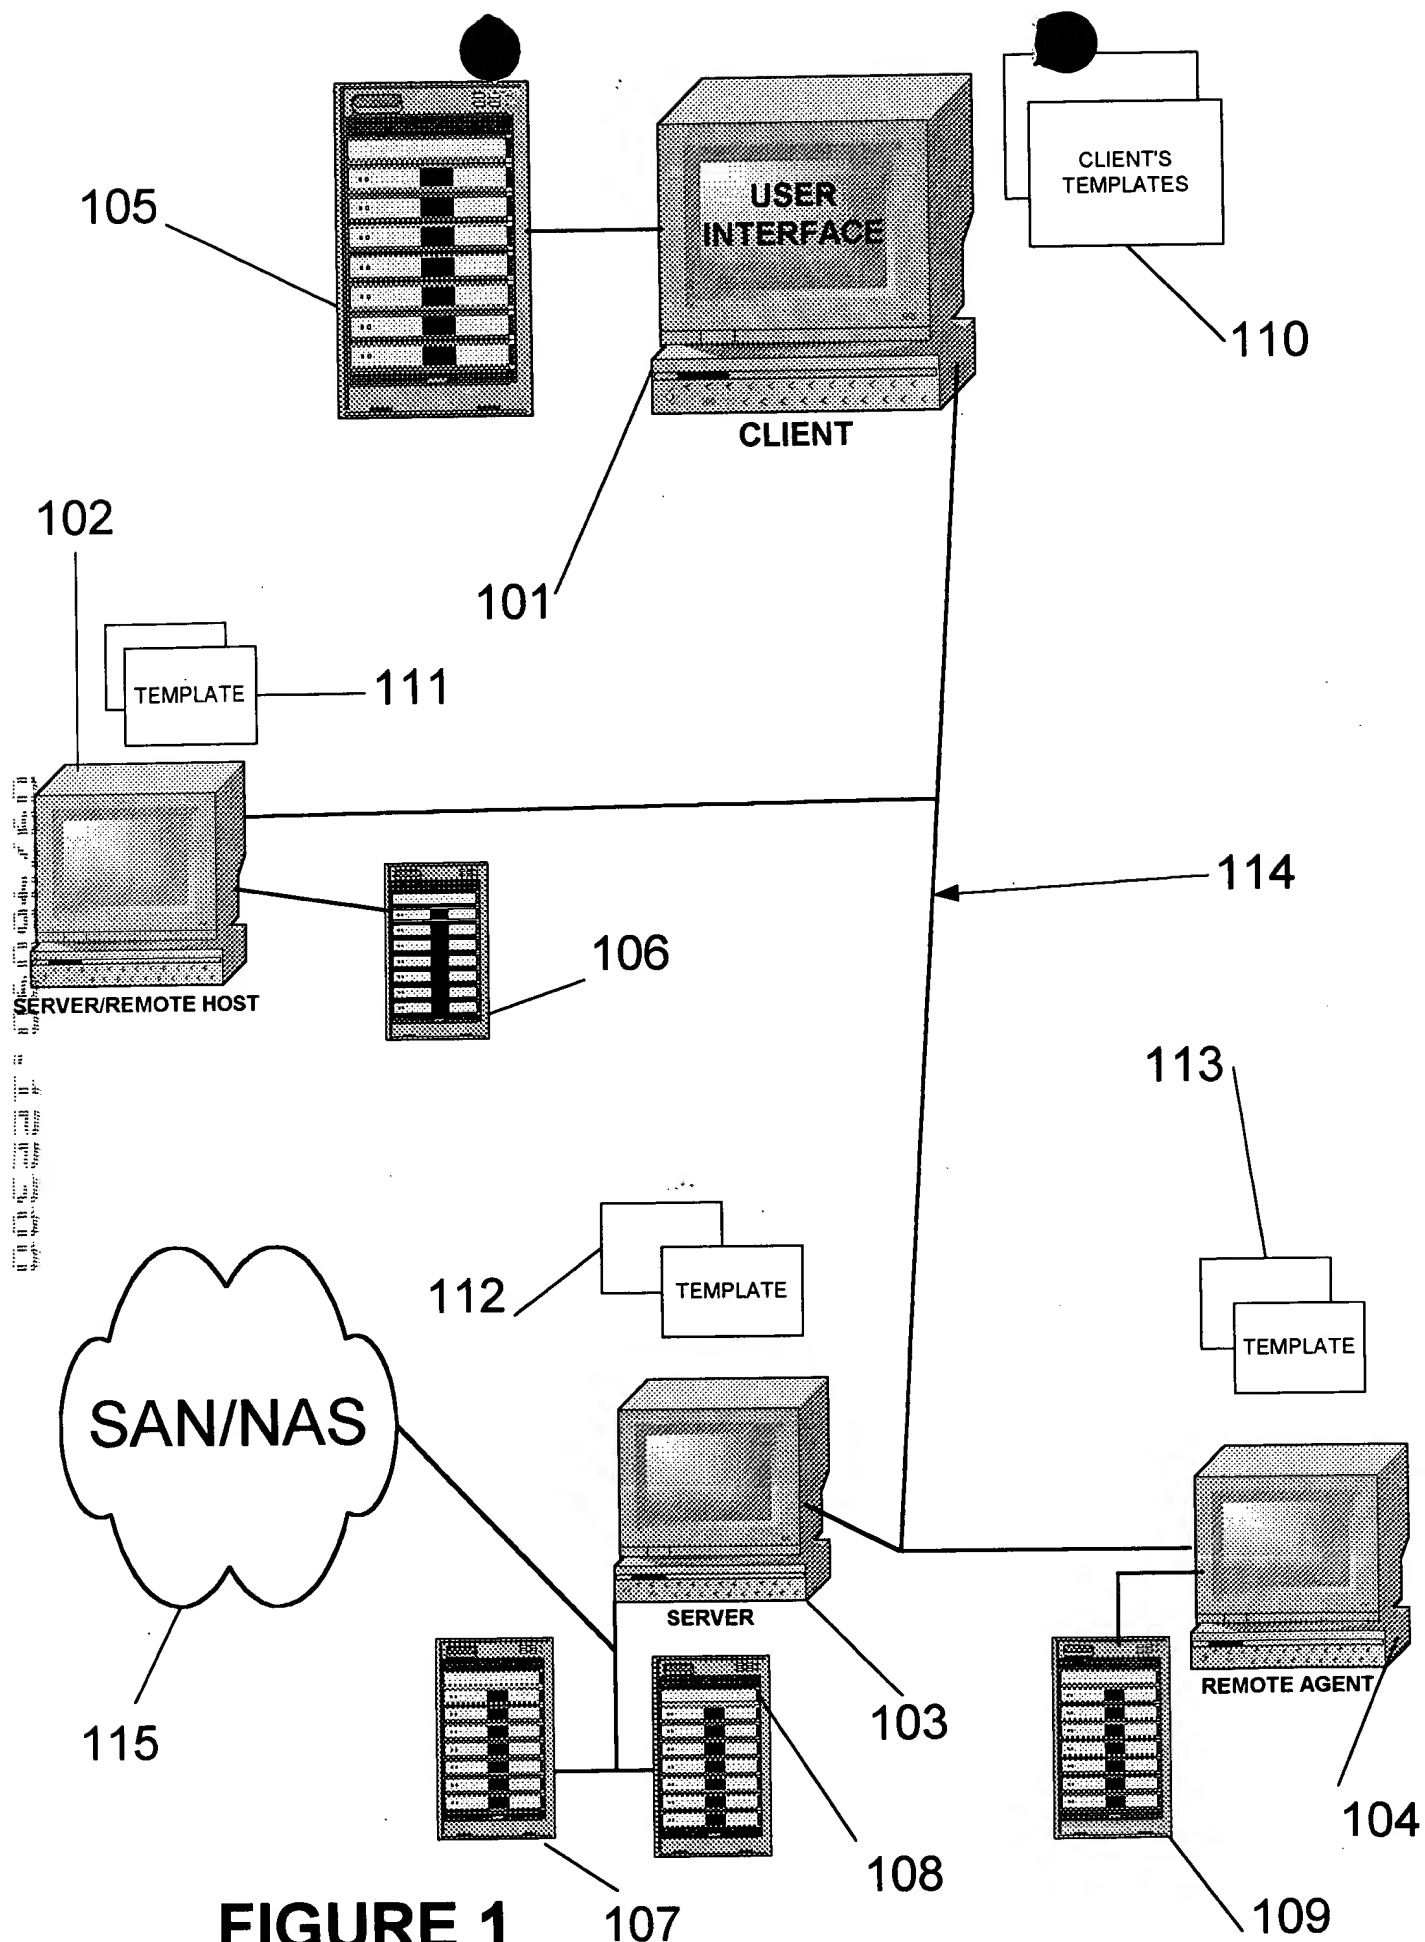 CLIENT'S
TEMPLATES
USER
INTERFACE
105
110
CLIENT
102
101
TEMPLATE
111
114
106
SERVER/REMOTE HOST
113
112
TEMPLATE
TEMPLATE
SAN/NAS
SERVER
REMOTE AGENT
103
115
104
108
107
109
FIGURE 1